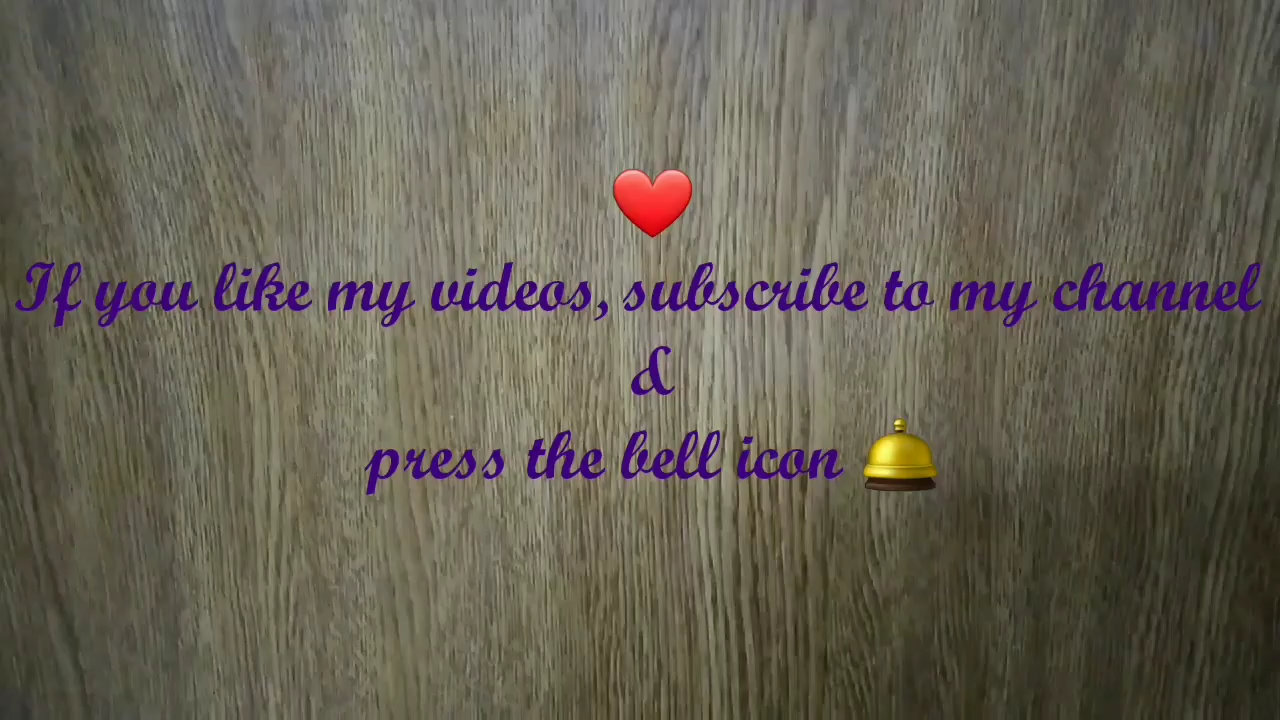 ❤️
If you like my videos, subscribe to my channel
&
press the bell icon 🛎️